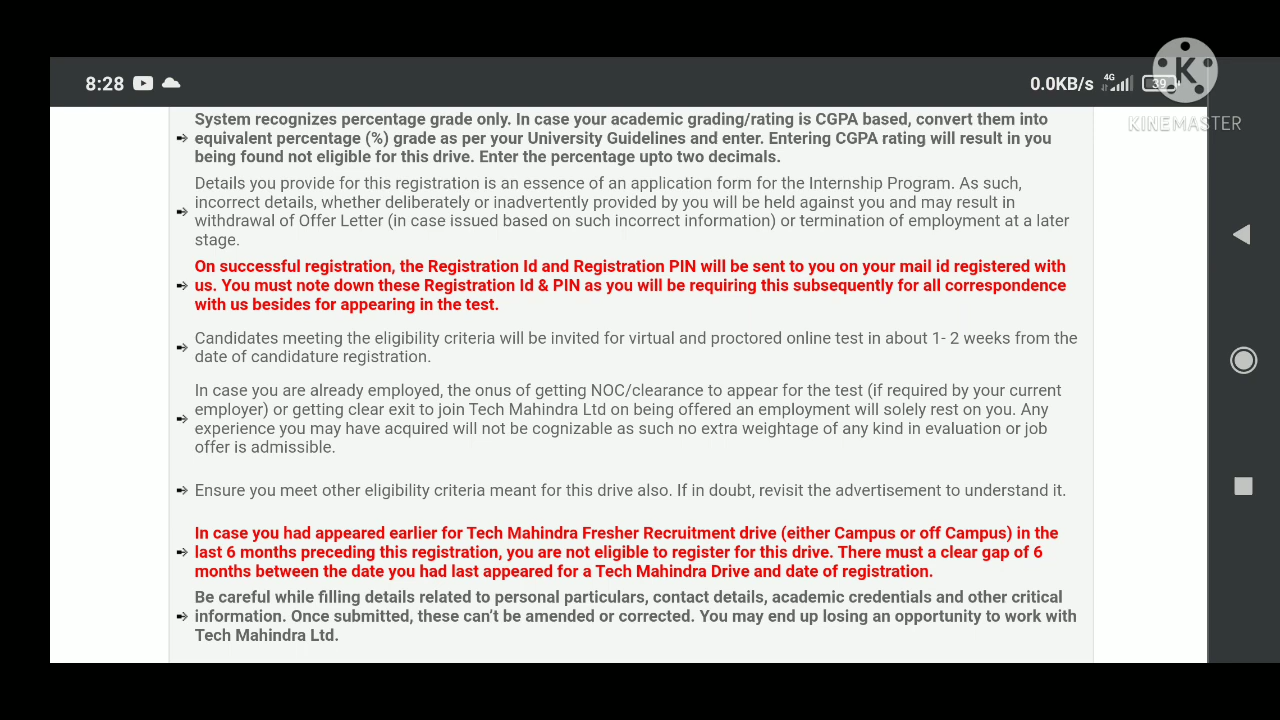 8:28
0.0KB/s 4G 39
K
KINEMASTER
System recognizes percentage grade only. In case your academic grading/rating is CGPA based, convert them into
equivalent percentage (%) grade as per your University Guidelines and enter. Entering CGPA rating will result in you
being found not eligible for this drive. Enter the percentage upto two decimals.
Details you provide for this registration is an essence of an application form for the Internship Program. As such,
incorrect details, whether deliberately or inadvertently provided by you will be held against you and may result in
withdrawal of Offer Letter (in case issued based on such incorrect information) or termination of employment at a later
stage.
On successful registration, the Registration Id and Registration PIN will be sent to you on your mail id registered with
us. You must note down these Registration Id & PIN as you will be requiring this subsequently for all correspondence
with us besides for appearing in the test.
Candidates meeting the eligibility criteria will be invited for virtual and proctored online test in about 1- 2 weeks from the
date of candidature registration.
In case you are already employed, the onus of getting NOC/clearance to appear for the test (if required by your current
employer) or getting clear exit to join Tech Mahindra Ltd on being offered an employment will solely rest on you. Any
experience you may have acquired will not be cognizable as such no extra weightage of any kind in evaluation or job
offer is admissible.
Ensure you meet other eligibility criteria meant for this drive also. If in doubt, revisit the advertisement to understand it.
In case you had appeared earlier for Tech Mahindra Fresher Recruitment drive (either Campus or off Campus) in the
last 6 months preceding this registration, you are not eligible to register for this drive. There must a clear gap of 6
months between the date you had last appeared for a Tech Mahindra Drive and date of registration.
Be careful while filling details related to personal particulars, contact details, academic credentials and other critical
information. Once submitted, these can't be amended or corrected. You may end up losing an opportunity to work with
Tech Mahindra Ltd.